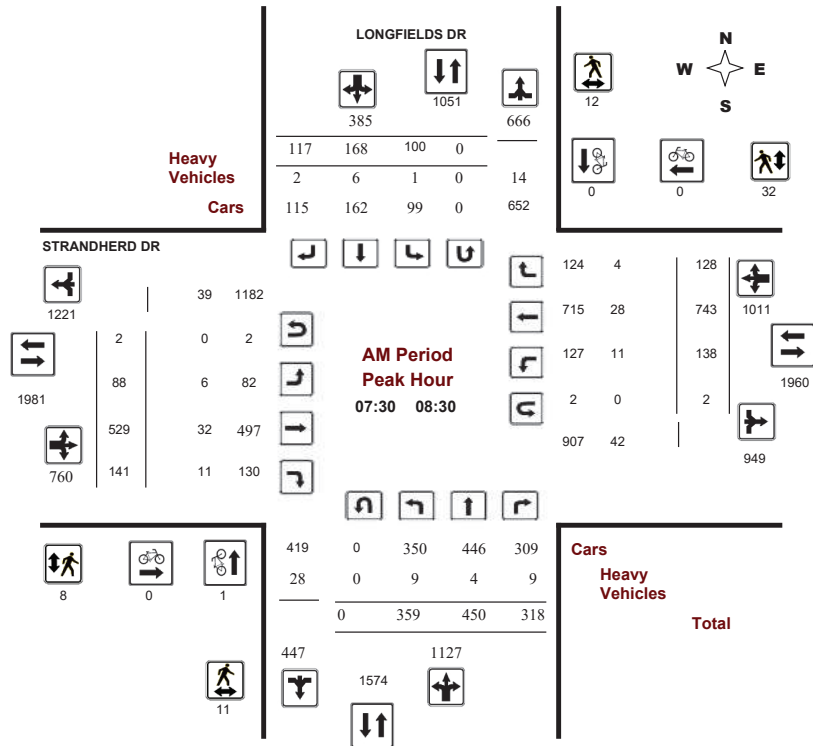 LONGFIELDS DR
N
W E
S
1051
12
385
666
117 168 100 0
Heavy
Vehicles
2 6 1 0 14
0 0 32
Cars
115 162 99 0 652
STRANDHERD DR
124 4 128
39 1182
1221
1011
715 28 743
2 0 2
AM Period
Peak Hour
07:30 08:30
127 11 138
1981
88 6 82
1960
2 0 2
529 32 497
907 42
949
760
141 11 130
419 0 350 446 309
Cars
28 0 9 4 9
Heavy
Vehicles
8 0 1
0 359 450 318
Total
447
1127
1574
11